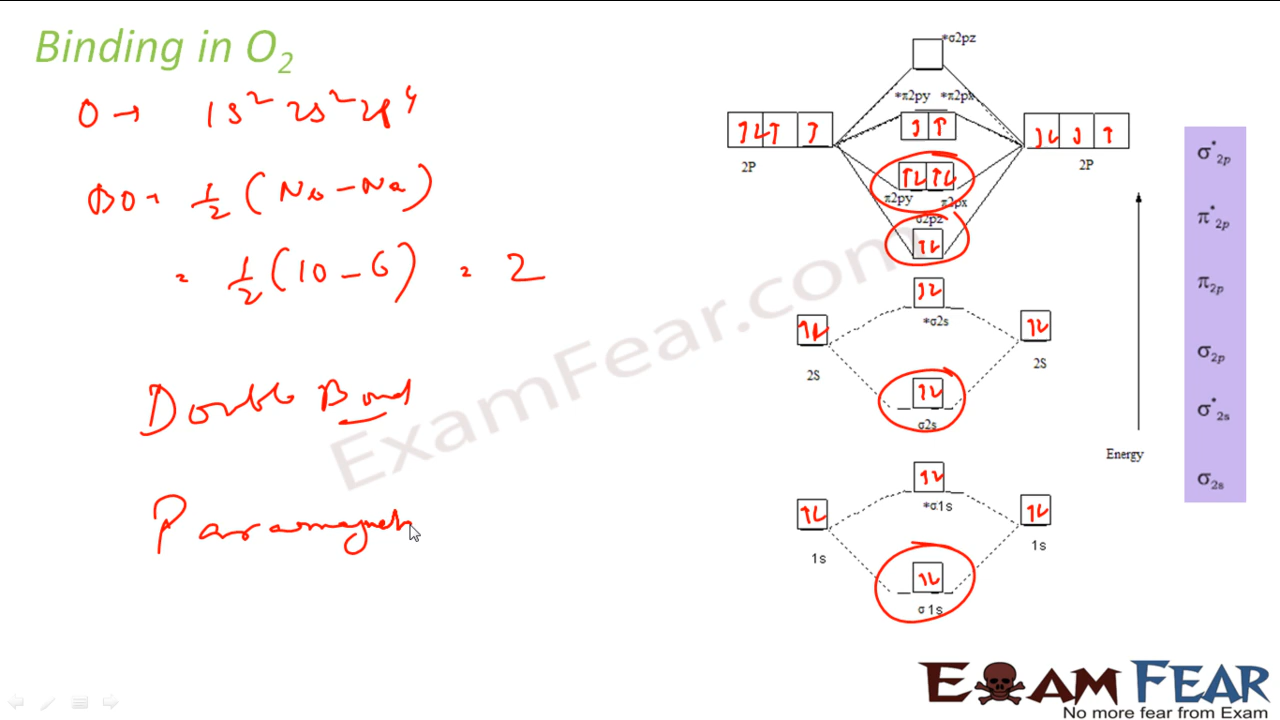 Binding in O₂
O → 1s² 2s² 2p⁴
BO = 1/2 (Nb - Na)
= 1/2 (10 - 6) = 2
Double Bond
Paramagnetic
*σ2pz
*π2py *π2px
2P
2P
π2py π2px
σ2pz
*σ2s
2S
2S
σ2s
*σ1s
1s
1s
σ1s
Energy
σ*2p
π*2p
π2p
σ2p
σ*2s
σ2s
ExamFear.com
EXAM FEAR
No more fear from Exam